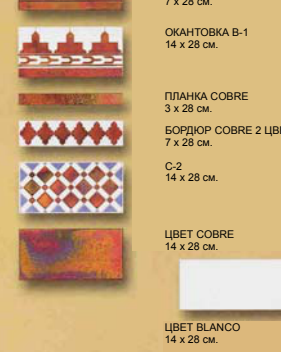 7 x 28 см.
ОКАНТОВКА B-1
14 x 28 см.
ПЛАНКА COBRE
3 x 28 см.
БОРДЮР COBRE 2 ЦВЕ
7 x 28 см.
C-2
14 x 28 см.
ЦВЕТ COBRE
14 x 28 см.
ЦВЕТ BLANCO
14 x 28 см.